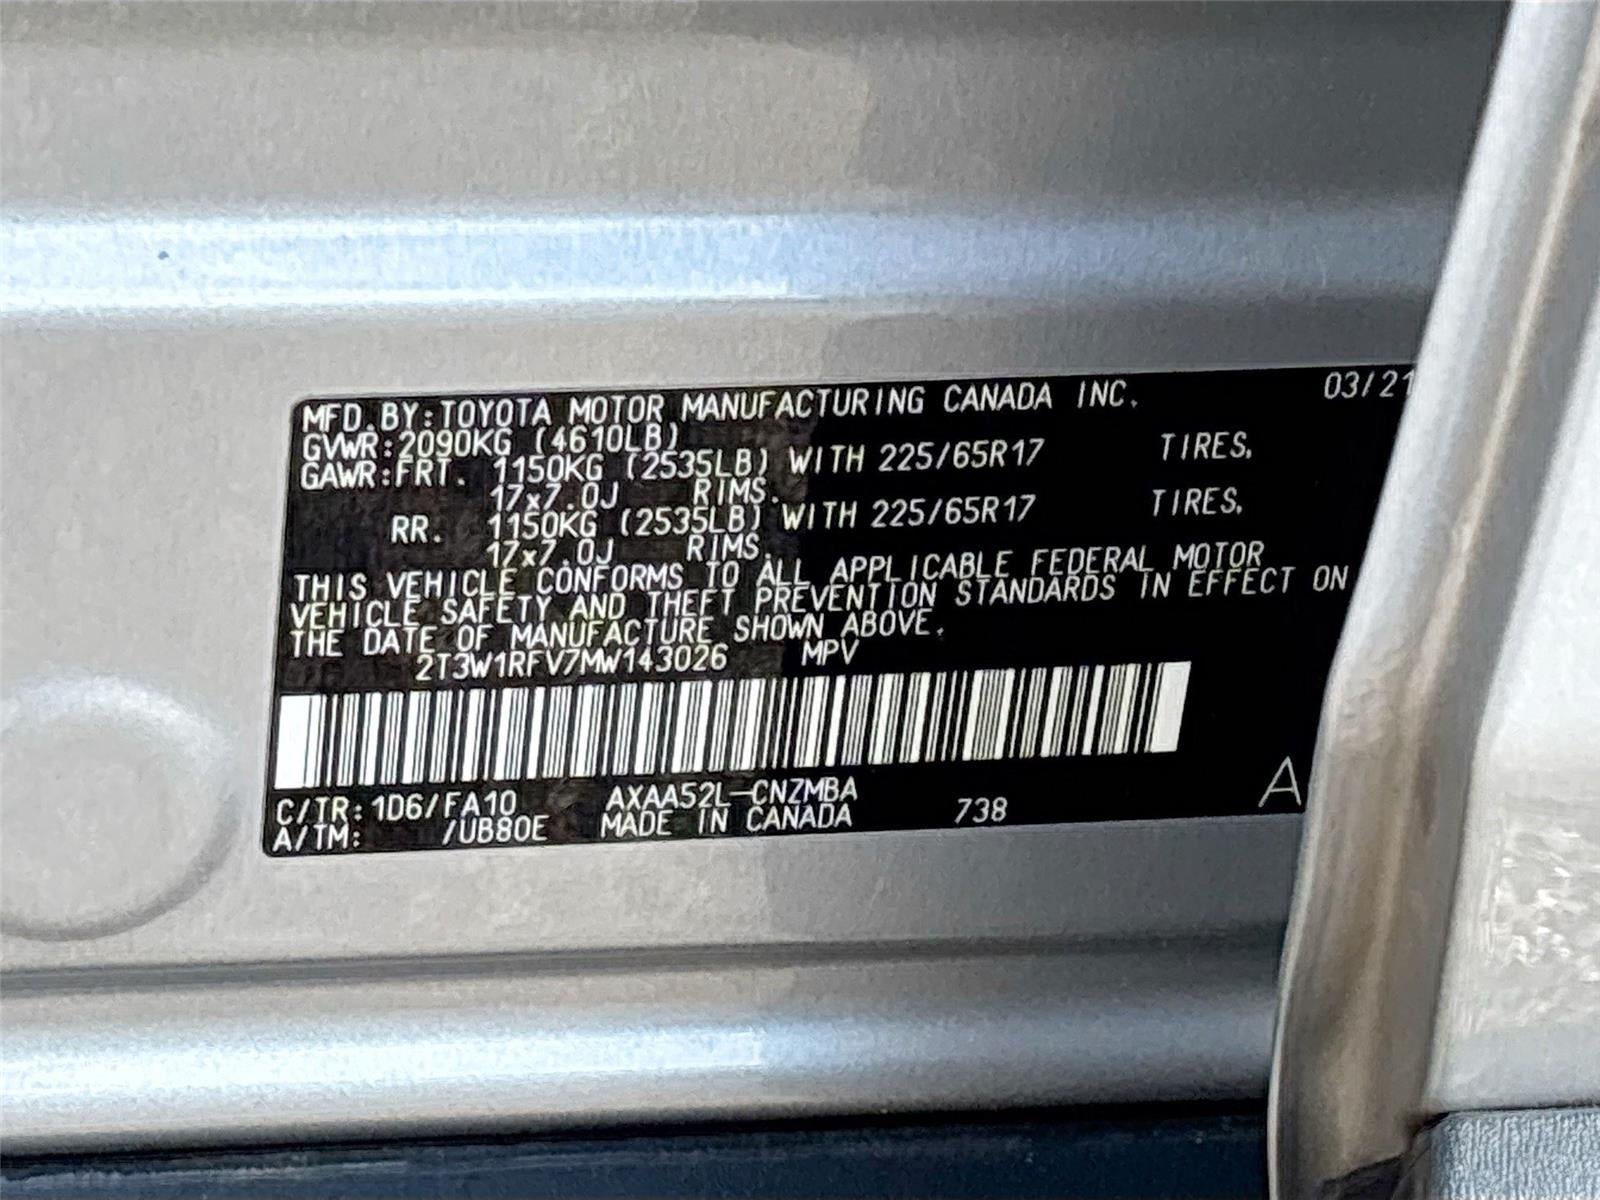 MFD.BY:TOYOTA MOTOR MANUFACTURING CANADA INC. 03/21
GVWR:2090KG (4610LB)
GAWR:FRT. 1150KG (2535LB) WITH 225/65R17 TIRES,
17x7.0J RIMS.
RR. 1150KG (2535LB) WITH 225/65R17 TIRES,
17x7.0J RIMS.
THIS VEHICLE CONFORMS TO ALL APPLICABLE FEDERAL MOTOR
VEHICLE SAFETY AND THEFT PREVENTION STANDARDS IN EFFECT ON
THE DATE OF MANUFACTURE SHOWN ABOVE.
2T3W1RFV7MW143026 MPV
C/TR:1D6/FA10 AXAA52L-CNZMBA
A/TM: /UB80E MADE IN CANADA 738 A